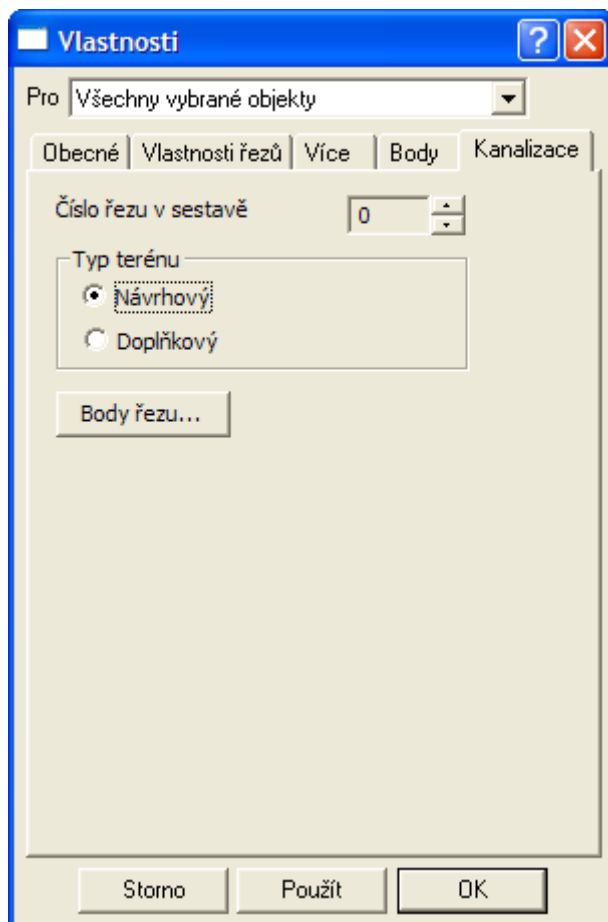 Vlastnosti
Pro Všechny vybrané objekty
Obecné Vlastnosti řezů Více Body Kanalizace
Číslo řezu v sestavě 0
Typ terénu
Návrhový
Doplňkový
Body řezu...
Storno Použít OK